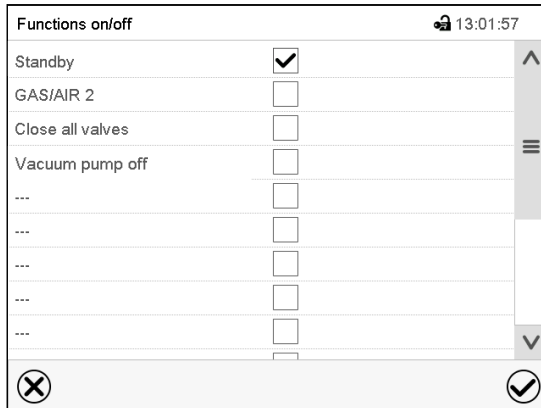 Functions on/off 13:01:57
Standby
GAS/AIR 2
Close all valves
Vacuum pump off
---
---
---
---
---